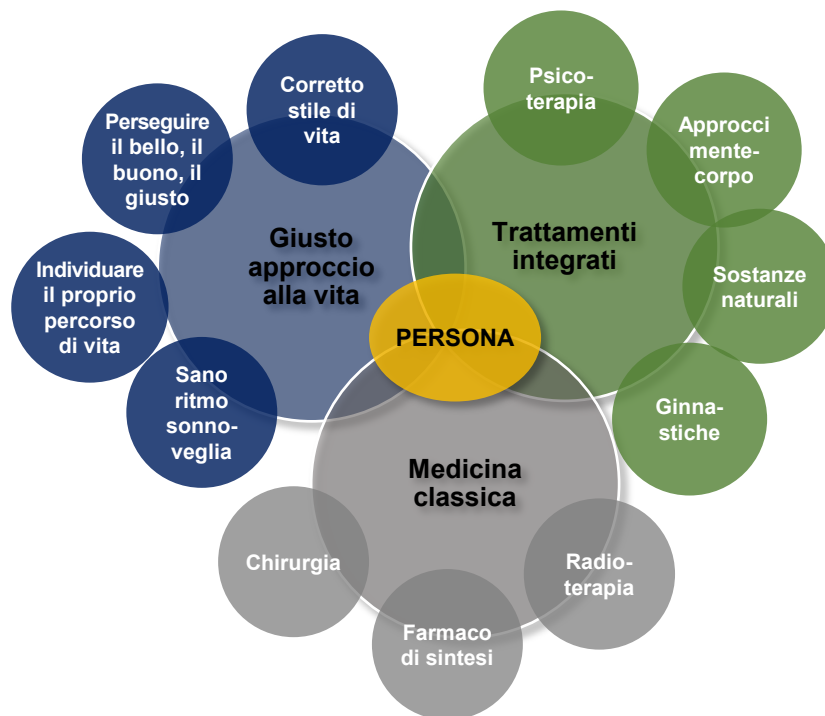 Corretto
stile di
vita
Perseguire
il bello, il
buono, il
giusto
Individuare
il proprio
percorso
di vita
Sano
ritmo
sonno-
veglia
Giusto
approccio
alla vita
Psico-
terapia
Approcci
mente-
corpo
Sostanze
naturali
Ginna-
stiche
Trattamenti
integrati
PERSONA
Medicina
classica
Chirurgia
Farmaco
di sintesi
Radio-
terapia